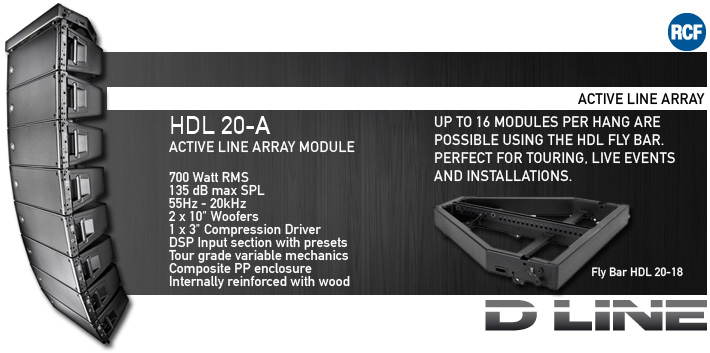 RCF
ACTIVE LINE ARRAY
HDL 20-A
ACTIVE LINE ARRAY MODULE
700 Watt RMS
135 dB max SPL
55Hz - 20kHz
2 x 10" Woofers
1 x 3" Compression Driver
DSP Input section with presets
Tour grade variable mechanics
Composite PP enclosure
Internally reinforced with wood
UP TO 16 MODULES PER HANG ARE
POSSIBLE USING THE HDL FLY BAR.
PERFECT FOR TOURING, LIVE EVENTS
AND INSTALLATIONS.
Fly Bar HDL 20-18
D LINE